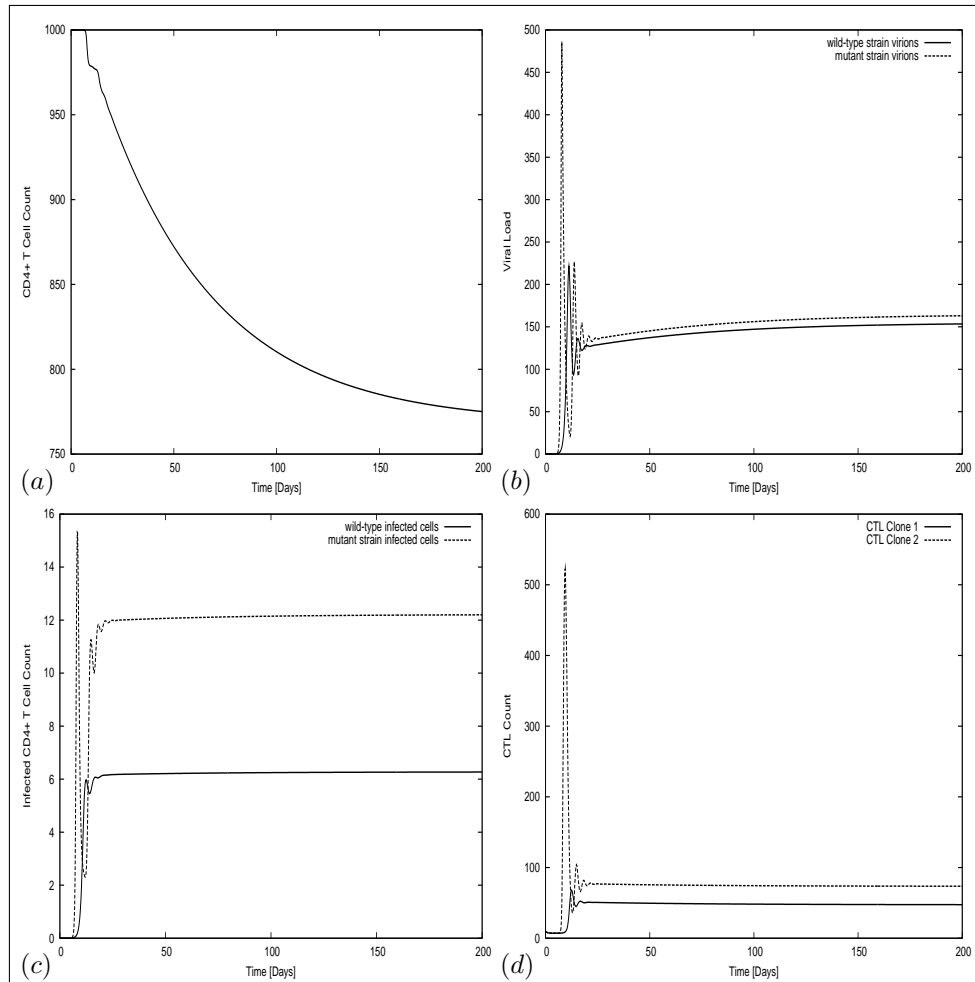 1000
950
900
850
800
750
CD4+ T Cell Count
0 50 100 150 200
Time [Days]
(a)
500
450
400
350
300
250
200
150
100
50
0
Viral Load
wild-type strain virions
mutant strain virions
0 50 100 150 200
Time [Days]
(b)
16
14
12
10
8
6
4
2
0
Infected CD4+ T Cell Count
wild-type infected cells
mutant strain infected cells
0 50 100 150 200
Time [Days]
(c)
600
500
400
300
200
100
0
CTL Count
CTL Clone 1
CTL Clone 2
0 50 100 150 200
Time [Days]
(d)